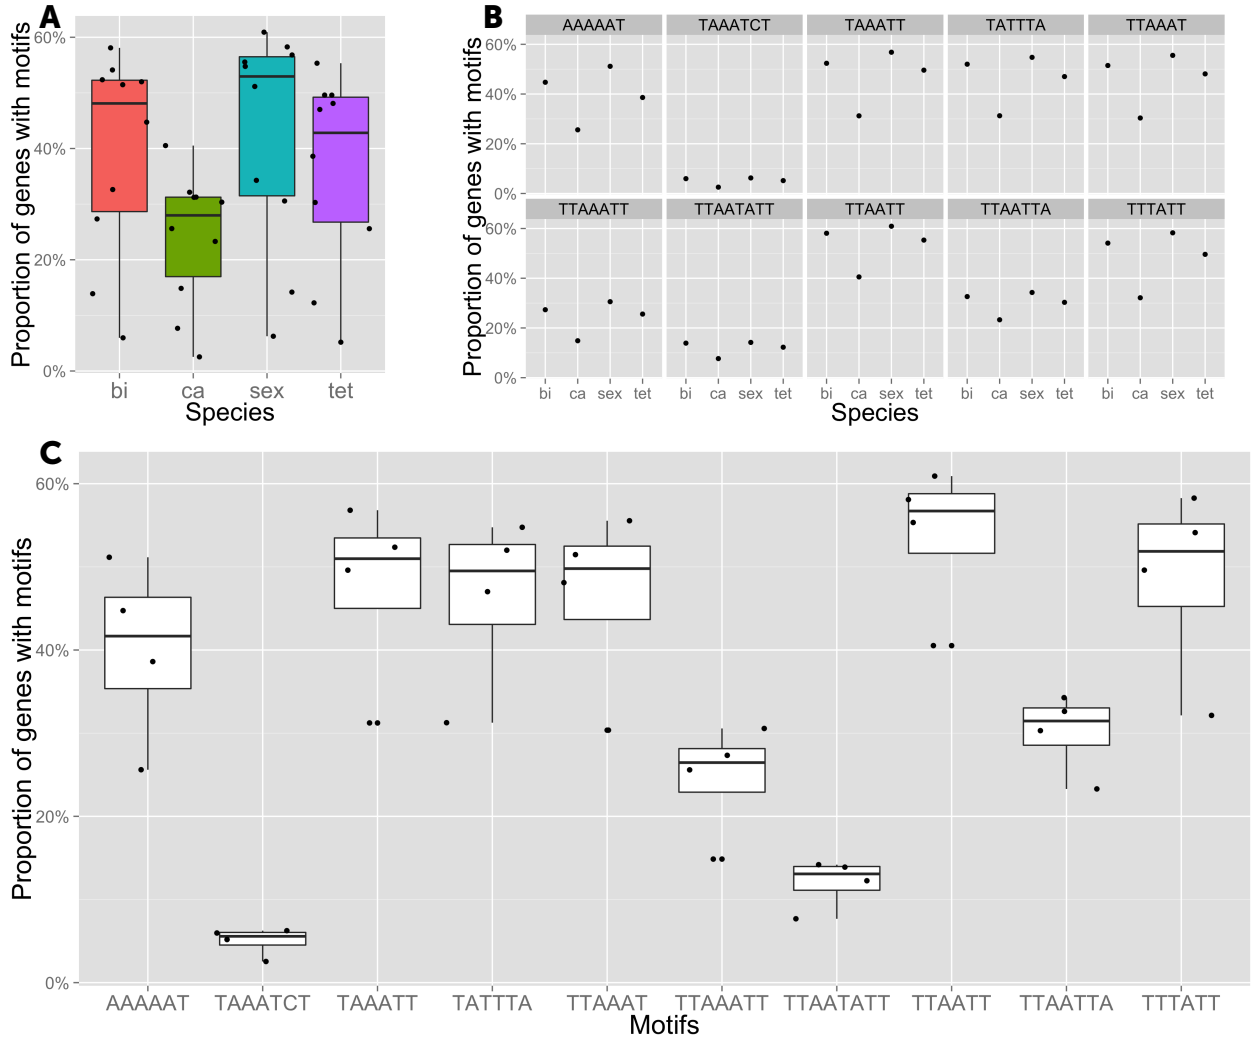 A
Proportion of genes with motifs
60%
40%
20%
0%
bi ca sex tet
Species
B
Proportion of genes with motifs
AAAAAT TAAATCT TAAATT TATTTA TTAAAT
60%
40%
20%
0%
TTAAATT TTAATATT TTAATT TTAATTA TTTATT
60%
40%
20%
0%
bi ca sex tet bi ca sex tet bi ca sex tet bi ca sex tet bi ca sex tet
Species
C
Proportion of genes with motifs
60%
40%
20%
0%
AAAAAT TAAATCT TAAATT TATTTA TTAAAT TTAAATT TTAATATT TTAATT TTAATTA TTTATT
Motifs